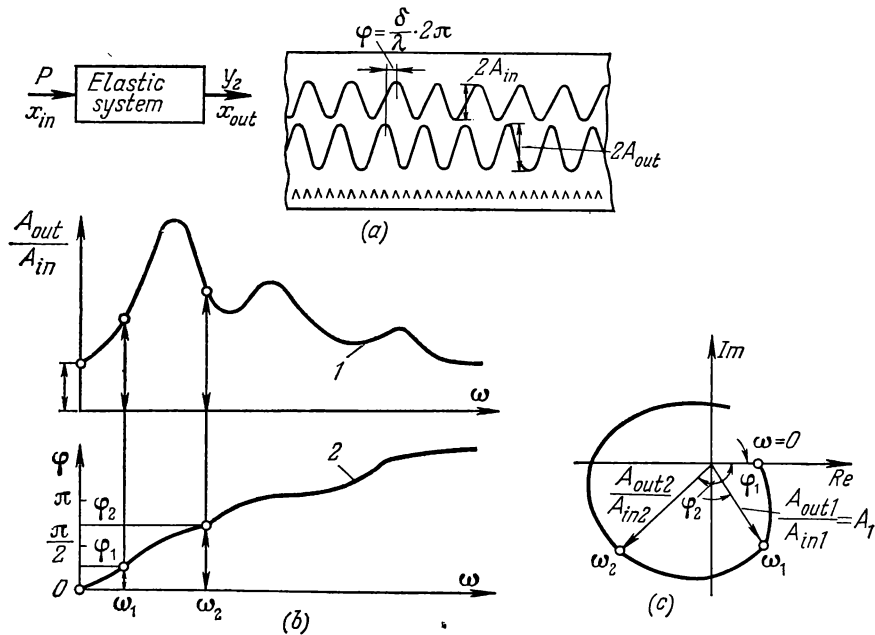 φ = δ/λ · 2π
P
x_in
Elastic
system
y_2
x_out
2A_in
2A_out
(a)
A_out/A_in
1
ω
φ
π
φ_2
π/2
φ_1
0
2
ω
ω_1
ω_2
(b)
Im
ω=0
Re
φ_1
φ_2
A_out2/A_in2
A_out1/A_in1 = A_1
ω_2
ω_1
(c)